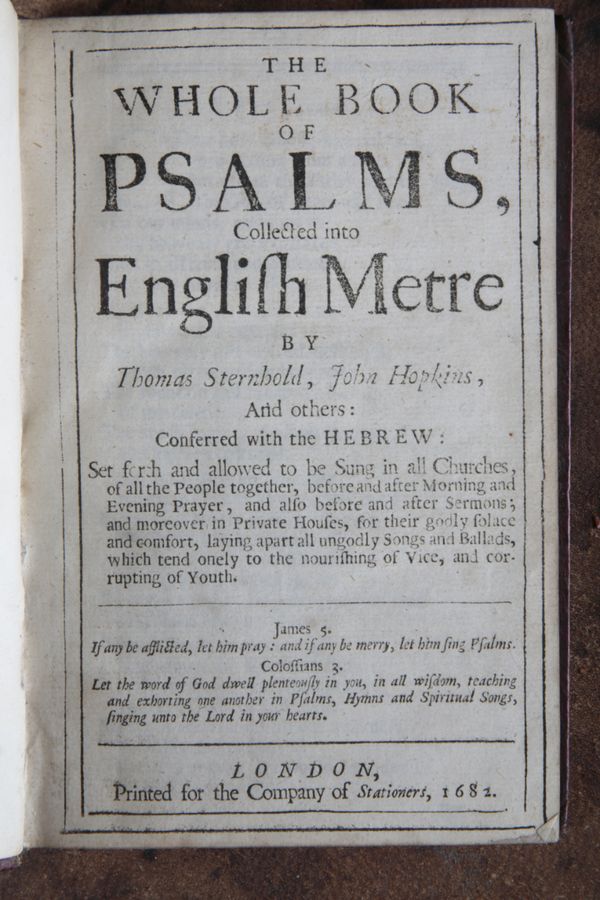 THE
WHOLE BOOK
OF
PSALMS,
Collected into
Engliſh Metre
BY
Thomas Sternhold, John Hopkins,
And others:
Conferred with the HEBREW:
Set forth and allowed to be Sung in all Churches,
of all the People together, before and after Morning and
Evening Prayer, and alſo before and after Sermons;
and moreover in Private Houſes, for their godly ſolace
and comfort, laying apart all ungodly Songs and Ballads,
which tend onely to the nouriſhing of Vice, and cor-
rupting of Youth.
James 5.
If any be afflicted, let him pray: and if any be merry, let him ſing Pſalms.
Coloſſians 3.
Let the word of God dwell plenteouſly in you, in all wiſdom, teaching
and exhorting one another in Pſalms, Hymns and Spiritual Songs,
ſinging unto the Lord in your hearts.
LONDON,
Printed for the Company of Stationers, 1682.